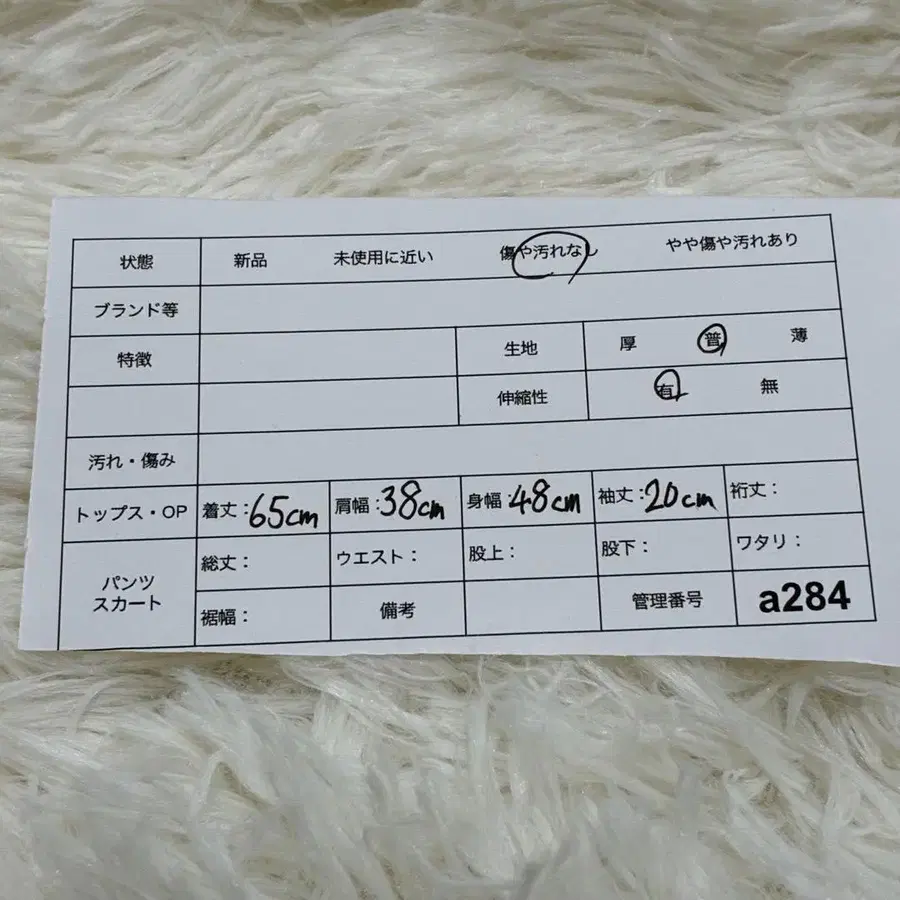 状態 新品 未使用に近い 傷や汚れなし やや傷や汚れあり
ブランド等
特徴 生地 厚 普 薄
伸縮性 有 無
汚れ・傷み
トップス・OP 着丈：65cm 肩幅：38cm 身幅：48cm 袖丈：20cm 裄丈：
パンツ スカート 総丈： ウエスト： 股上： 股下： ワタリ：
裾幅： 備考 管理番号 a284